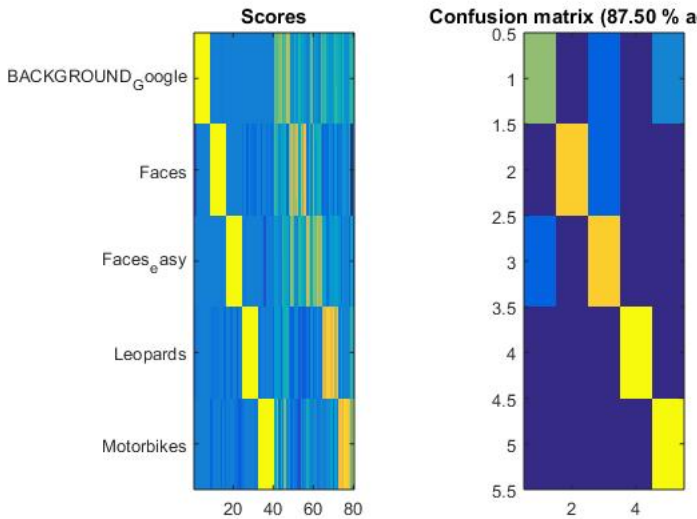 Scores
Confusion matrix (87.50 % a
BACKGROUND_Google
Faces
Faces_easy
Leopards
Motorbikes
20 40 60 80
0.5
1
1.5
2
2.5
3
3.5
4
4.5
5
5.5
2 4